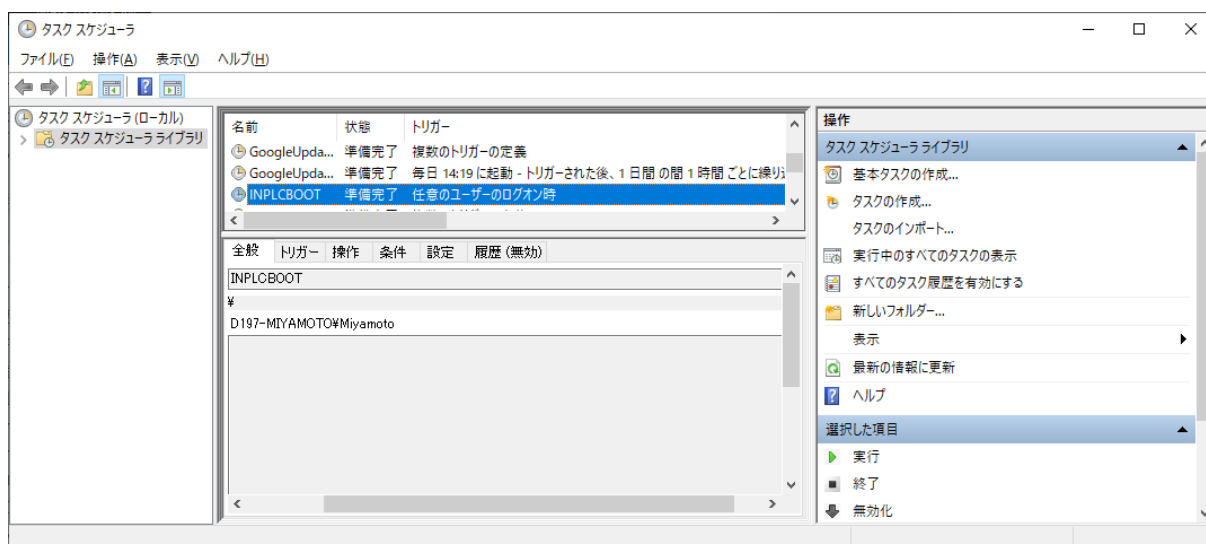 タスク スケジューラ
ファイル(F) 操作(A) 表示(V) ヘルプ(H)
タスク スケジューラ (ローカル)
タスク スケジューラ ライブラリ
名前 状態 トリガー
GoogleUpda... 準備完了 複数のトリガーの定義
GoogleUpda... 準備完了 毎日 14:19 に起動 - トリガーされた後、1 日間 の間 1 時間 ごとに繰り
INPLCBOOT 準備完了 任意のユーザーのログオン時
全般 トリガー 操作 条件 設定 履歴 (無効)
INPLCBOOT
¥
D197-MIYAMOTO¥Miyamoto
操作
タスク スケジューラ ライブラリ
基本タスクの作成...
タスクの作成...
タスクのインポート...
実行中のすべてのタスクの表示
すべてのタスク履歴を有効にする
新しいフォルダー...
表示
最新の情報に更新
ヘルプ
選択した項目
実行
終了
無効化